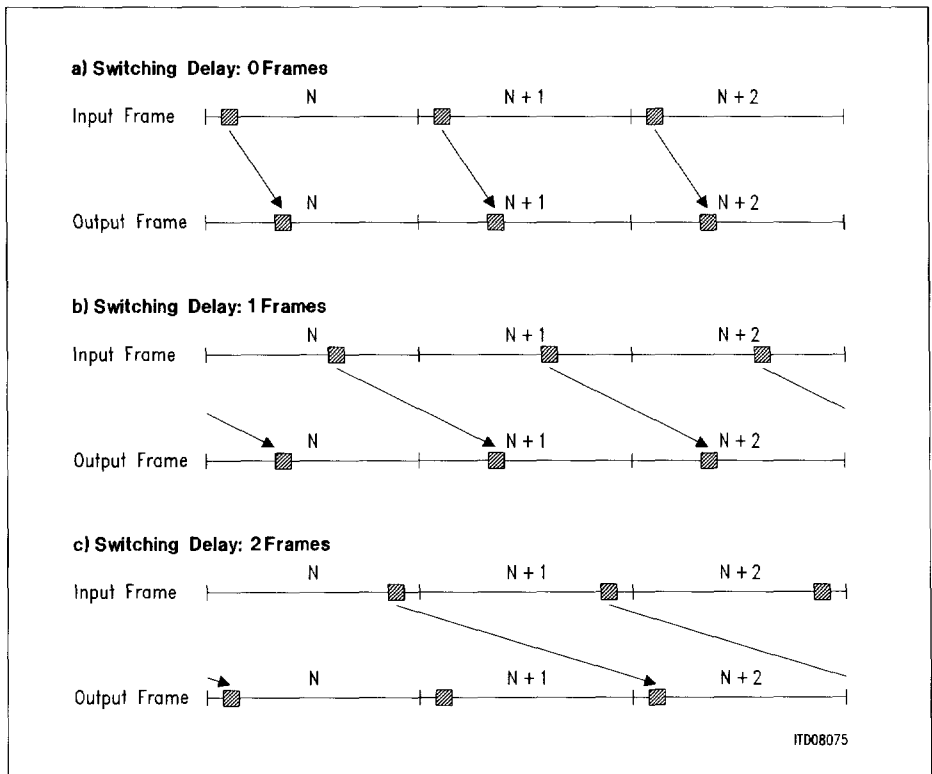 a) Switching Delay: 0 Frames
N N + 1 N + 2
Input Frame
N N + 1 N + 2
Output Frame
b) Switching Delay: 1 Frames
N N + 1 N + 2
Input Frame
N N + 1 N + 2
Output Frame
c) Switching Delay: 2 Frames
N N + 1 N + 2
Input Frame
N N + 1 N + 2
Output Frame
ITD08075